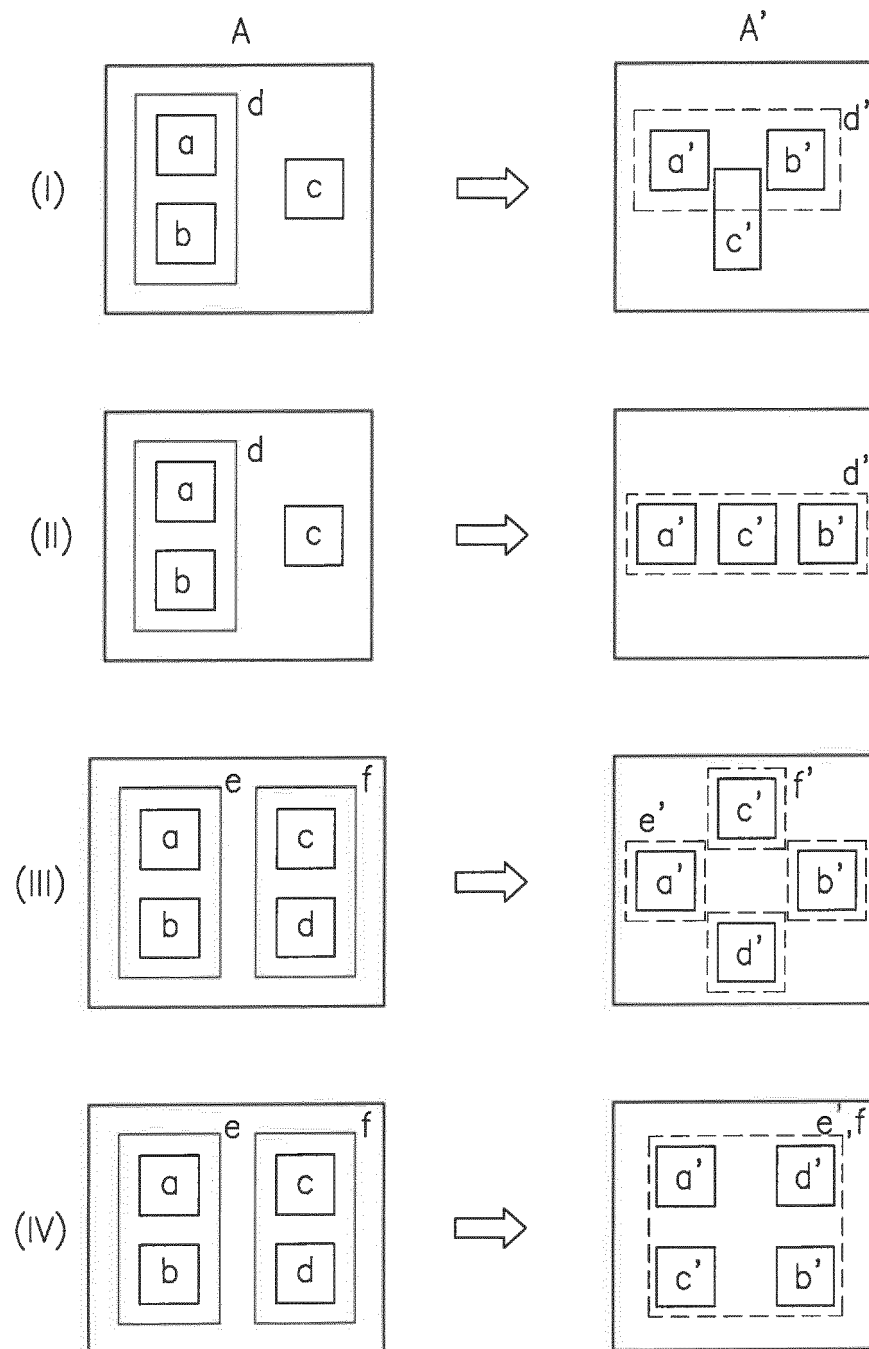 A A'
(I) a b d c a' b' c' d'
(II) a b d c a' c' b' d'
(III) a b e c d f a' b' e' c' d' f'
(IV) a b e c d f a' d' c' b' e',f